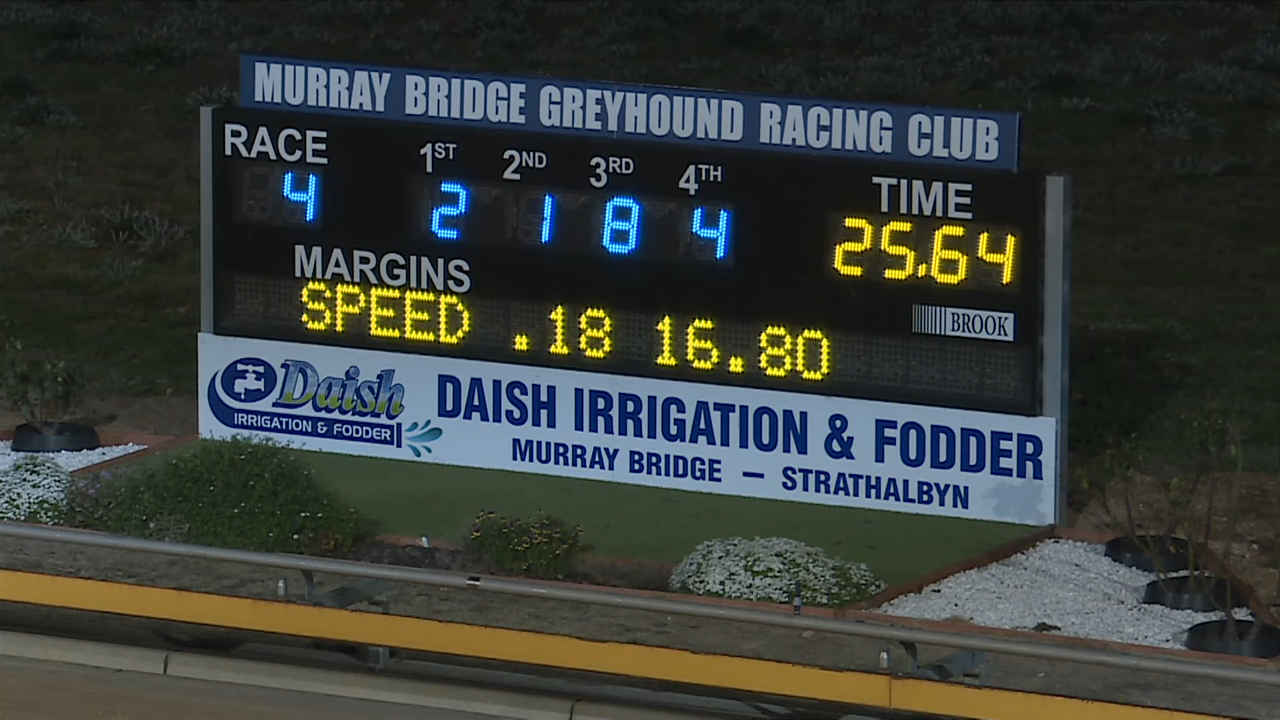 MURRAY BRIDGE GREYHOUND RACING CLUB
RACE 1ST 2ND 3RD 4TH TIME
4 2 1 8 4 25.64
MARGINS
SPEED .18 16.80
BROOK
Daish
IRRIGATION & FODDER
DAISH IRRIGATION & FODDER
MURRAY BRIDGE — STRATHALBYN